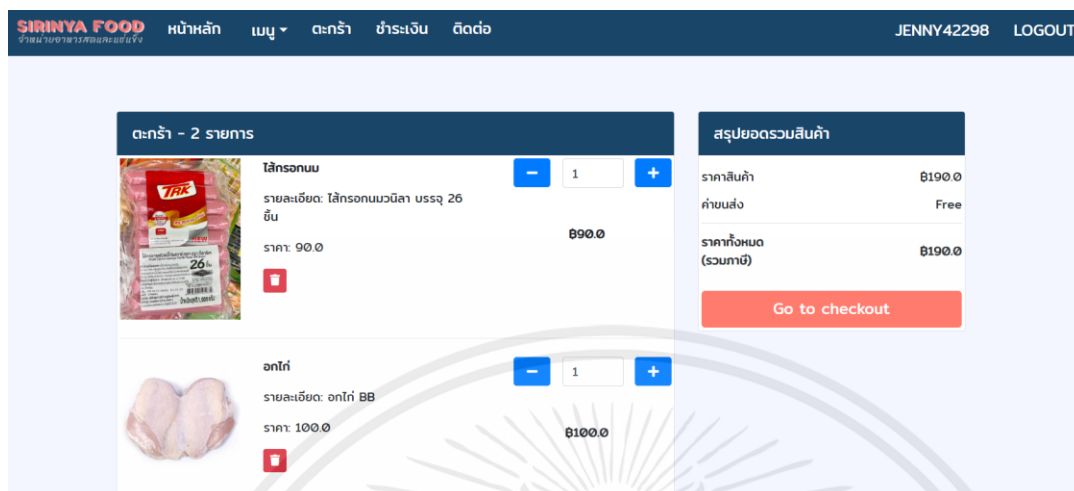 SIRINYA FOOD
จำหน่ายอาหารสดและแช่แข็ง
หน้าหลัก
เมนู
ตะกร้า
ชำระเงิน
ติดต่อ
JENNY42298
LOGOUT
ตะกร้า - 2 รายการ
ไส้กรอกนม
รายละเอียด: ไส้กรอกนมวนิลา บรรจุ 26
ชิ้น
ราคา: 90.0
1
฿90.0
TRK
26
อกไก่
รายละเอียด: อกไก่ BB
ราคา: 100.0
1
฿100.0
สรุปยอดรวมสินค้า
ราคาสินค้า ฿190.0
ค่าขนส่ง Free
ราคาทั้งหมด
(รวมภาษี) ฿190.0
Go to checkout